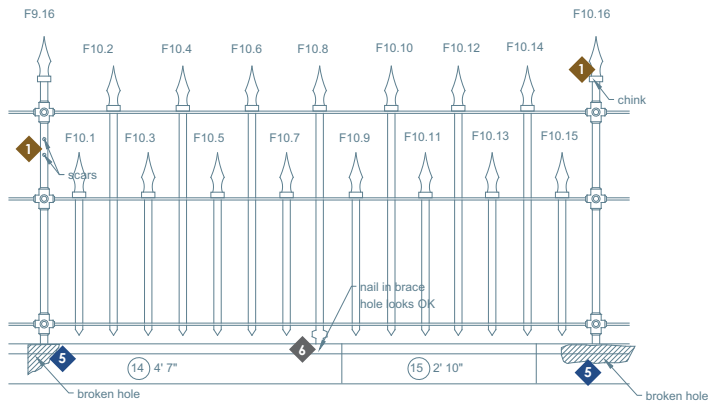 F9.16
F10.16
F10.2
F10.4
F10.6
F10.8
F10.10
F10.12
F10.14
1
chink
F10.1
F10.3
F10.5
F10.7
F10.9
F10.11
F10.13
F10.15
1
scars
nail in brace
hole looks OK
6
5
14 4' 7"
15 2' 10"
5
broken hole
broken hole